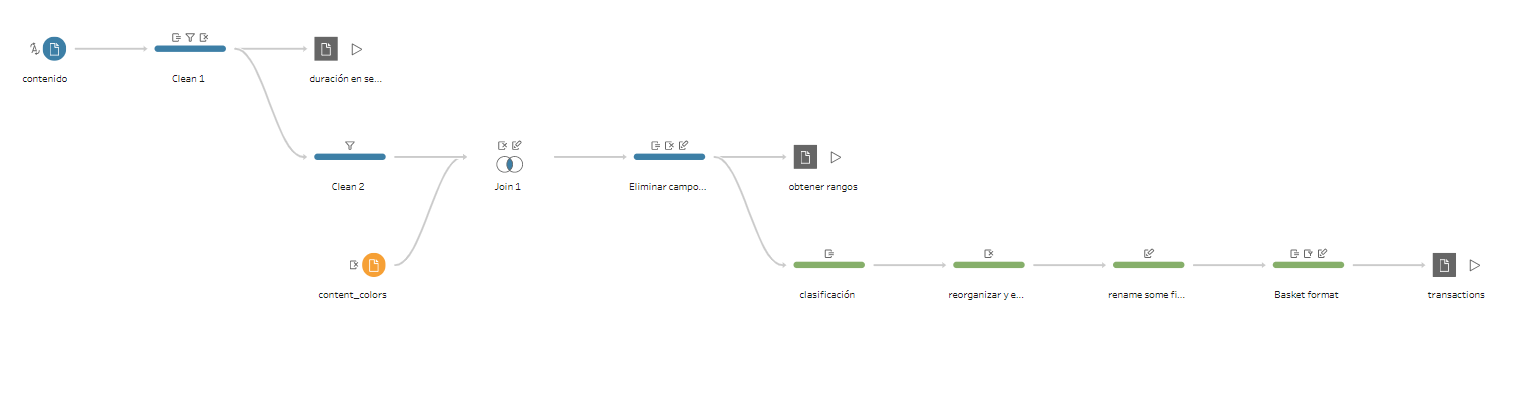 contenido
Clean 1
duración en se...
Clean 2
Join 1
Eliminar campo...
obtener rangos
content_colors
clasificación
reorganizar y e...
rename some fi...
Basket format
transactions